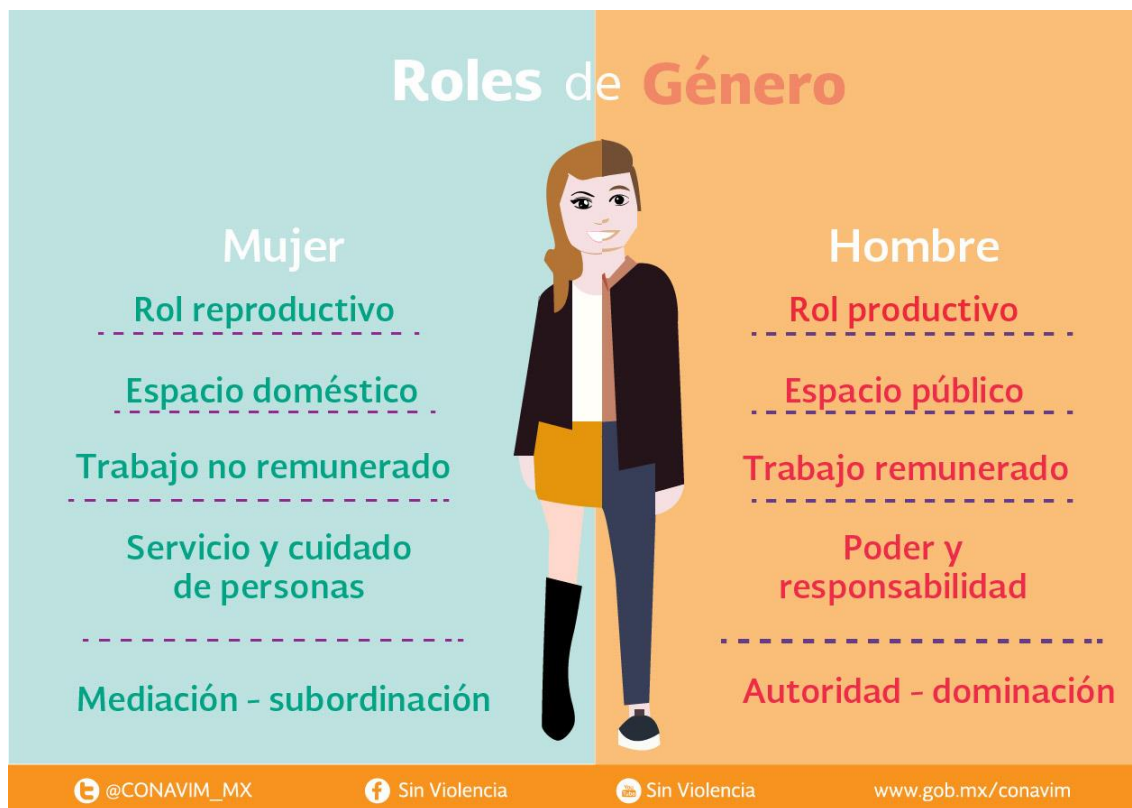 Roles de Género
Mujer
Rol reproductivo
Espacio doméstico
Trabajo no remunerado
Servicio y cuidado
de personas
Mediación - subordinación
Hombre
Rol productivo
Espacio público
Trabajo remunerado
Poder y
responsabilidad
Autoridad - dominación
@CONAVIM_MX
Sin Violencia
Sin Violencia
www.gob.mx/conavim